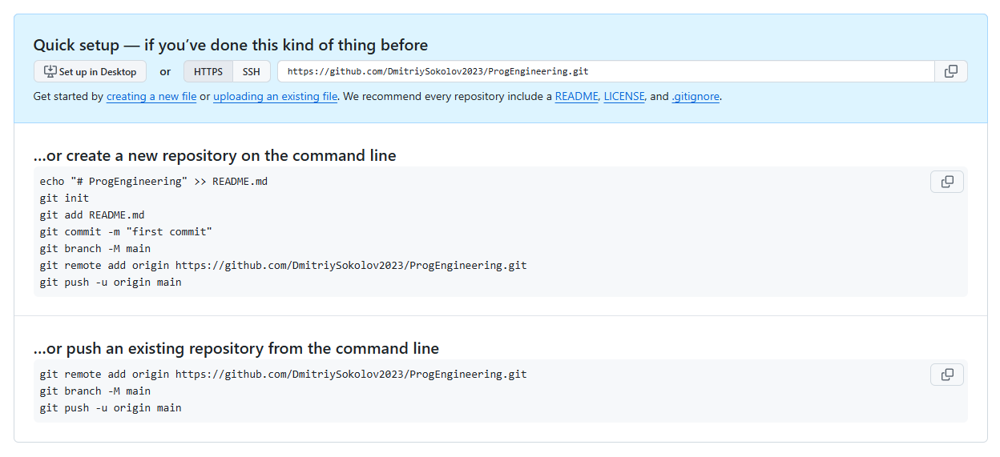 Quick setup — if you’ve done this kind of thing before
Set up in Desktop or HTTPS SSH https://github.com/DmitriySokolov2023/ProgEngineering.git
Get started by creating a new file or uploading an existing file. We recommend every repository include a README, LICENSE, and .gitignore.
…or create a new repository on the command line
echo "# ProgEngineering" >> README.md
git init
git add README.md
git commit -m "first commit"
git branch -M main
git remote add origin https://github.com/DmitriySokolov2023/ProgEngineering.git
git push -u origin main
…or push an existing repository from the command line
git remote add origin https://github.com/DmitriySokolov2023/ProgEngineering.git
git branch -M main
git push -u origin main